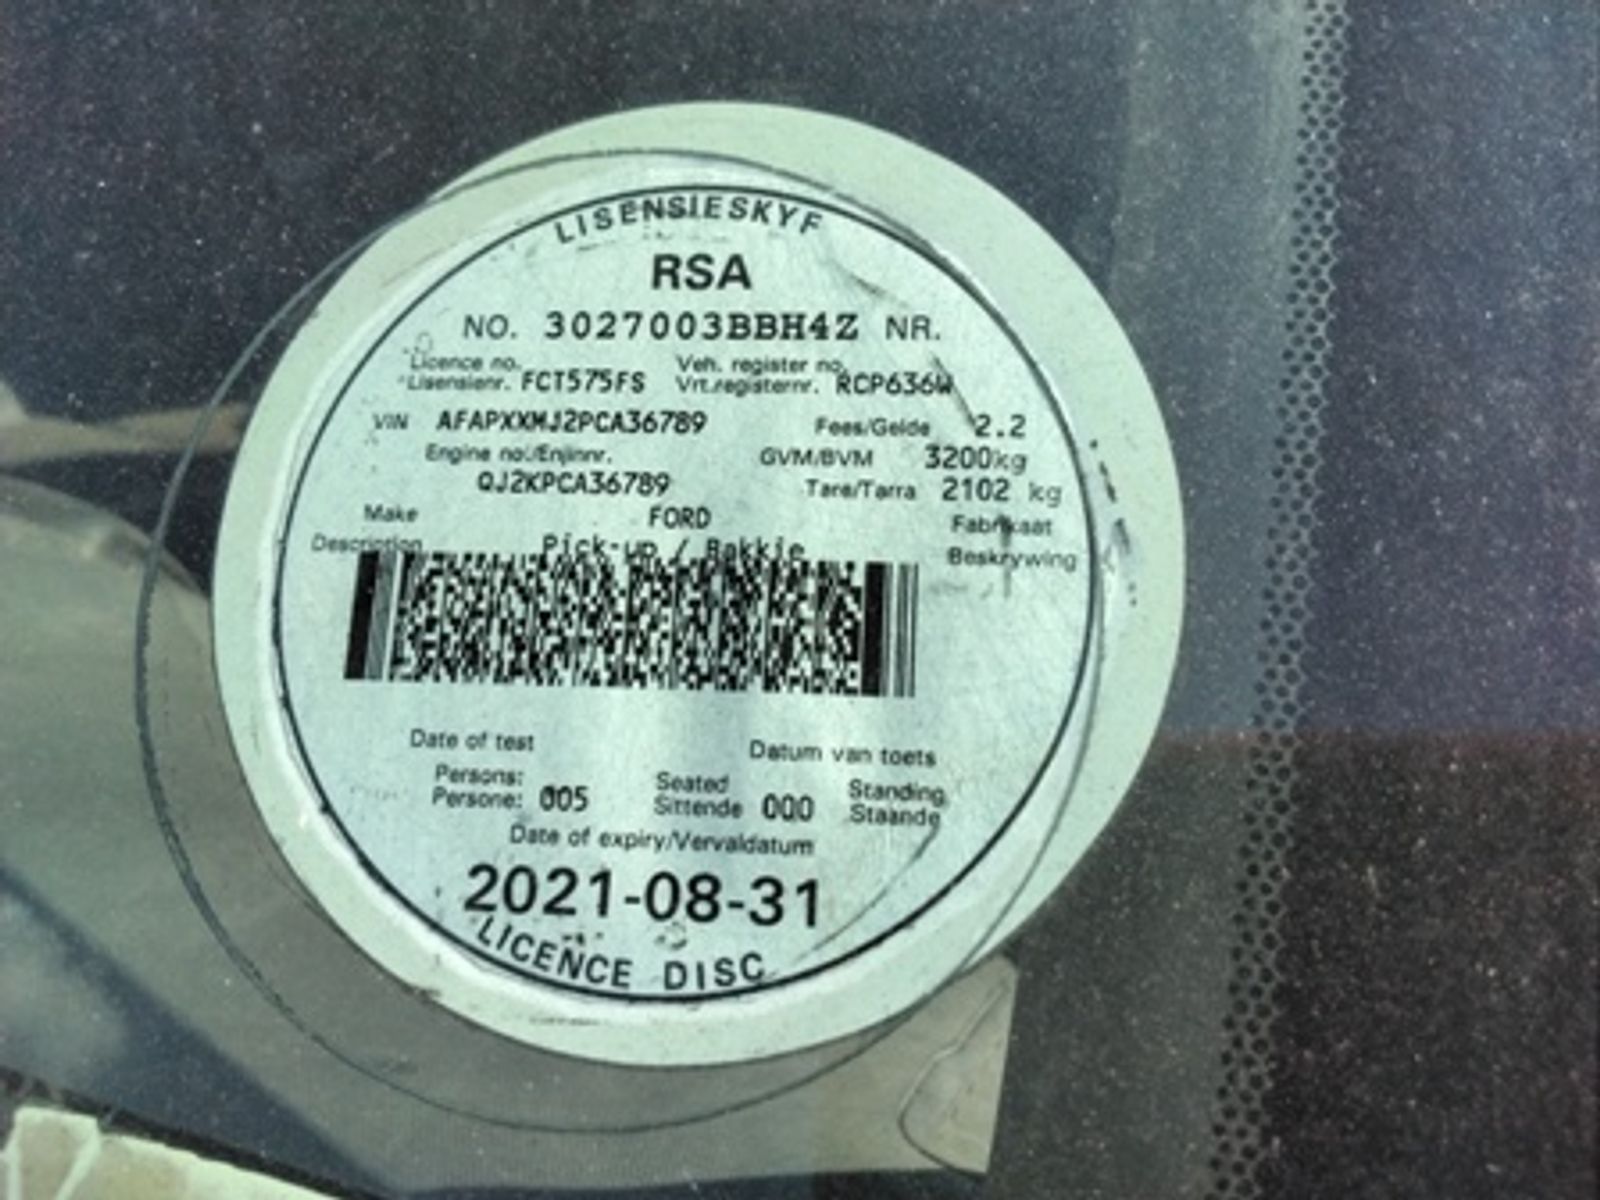 LISENSIESKYF
RSA
NO. 3027003BBH4Z NR.
Licence no. Veh. register no.
Lisensienr. FCT575FS Vrt.registernr. RCP636W
VIN AFAPXXMJ2PCA36789 Fees/Gelde 2.2
Engine no./Enjinnr. GVM/BVM 3200kg
QJ2KPCA36789 Tare/Tarra 2102 kg
Make FORD Fabrikaat
Description Pick-up / Bakkie Beskrywing
Date of test Datum van toets
Persons: Seated Standing
Persone: 005 Sittende 000 Staande
Date of expiry/Vervaldatum
2021-08-31
LICENCE DISC